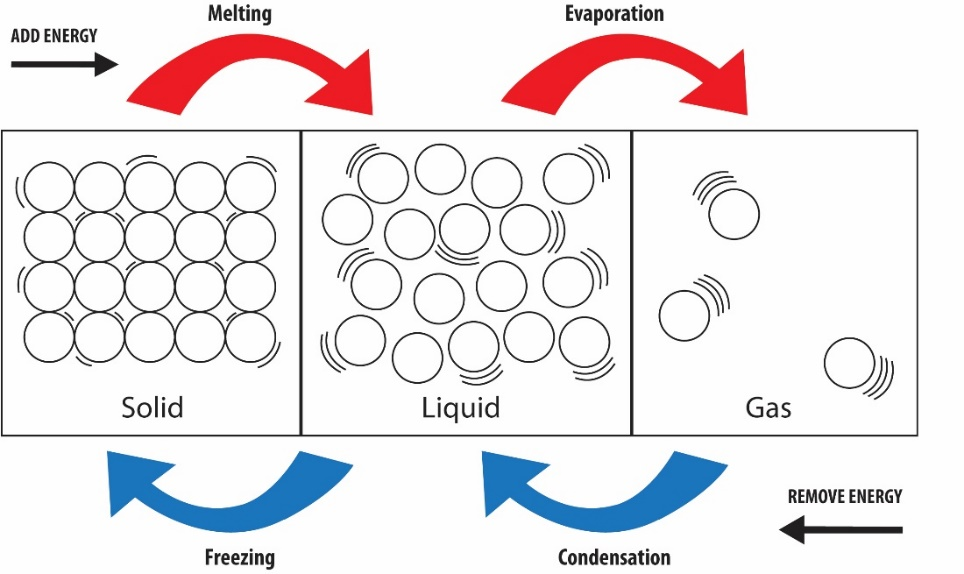 Melting
Evaporation
ADD ENERGY
Solid
Liquid
Gas
REMOVE ENERGY
Freezing
Condensation